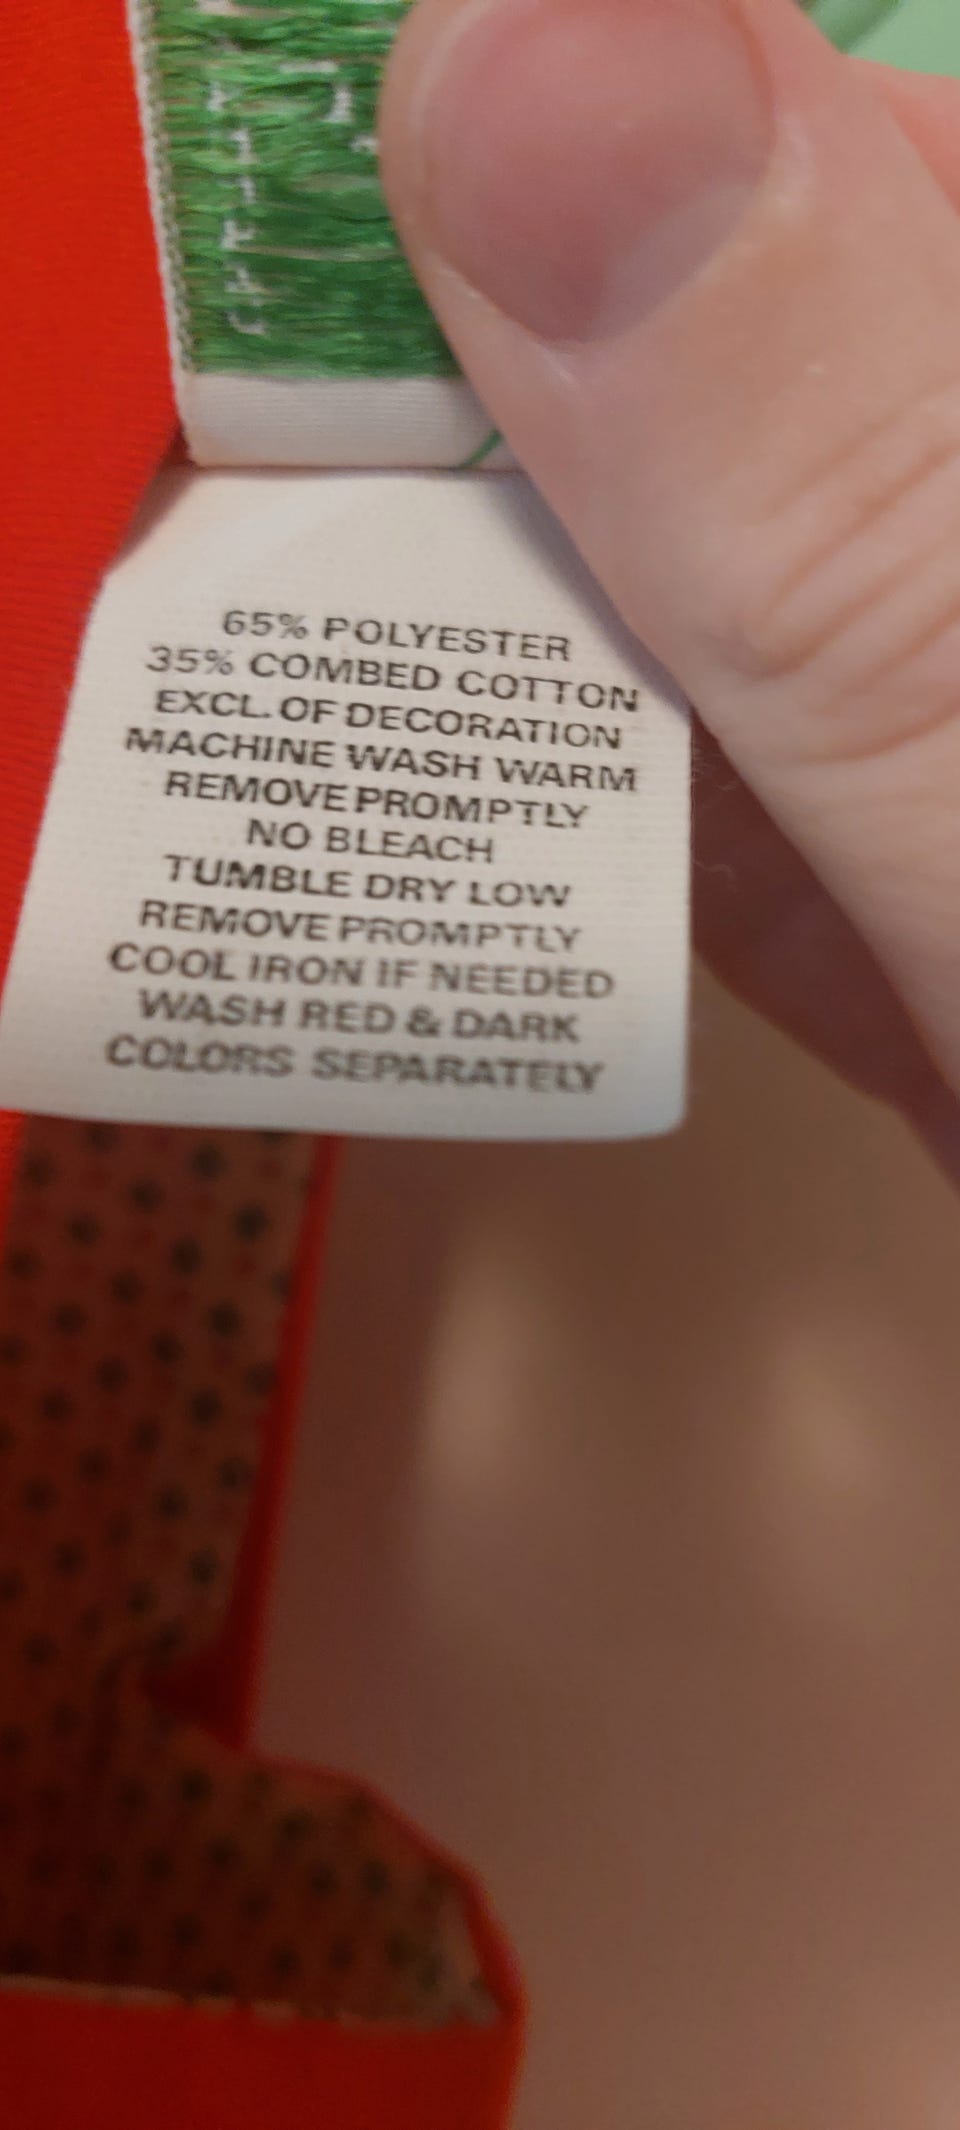 65% POLYESTER
35% COMBED COTTON
EXCL. OF DECORATION
MACHINE WASH WARM
REMOVE PROMPTLY
NO BLEACH
TUMBLE DRY LOW
REMOVE PROMPTLY
COOL IRON IF NEEDED
WASH RED & DARK
COLORS SEPARATELY